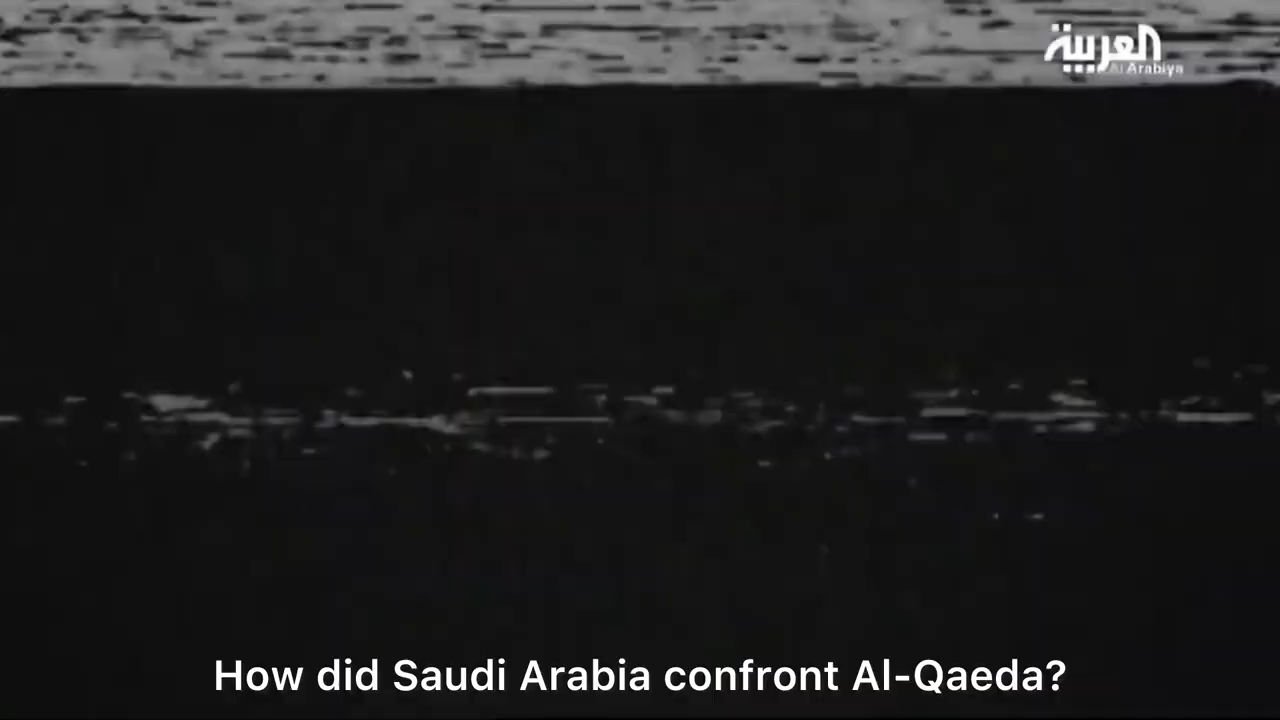 العربية
Al Arabiya
How did Saudi Arabia confront Al-Qaeda?